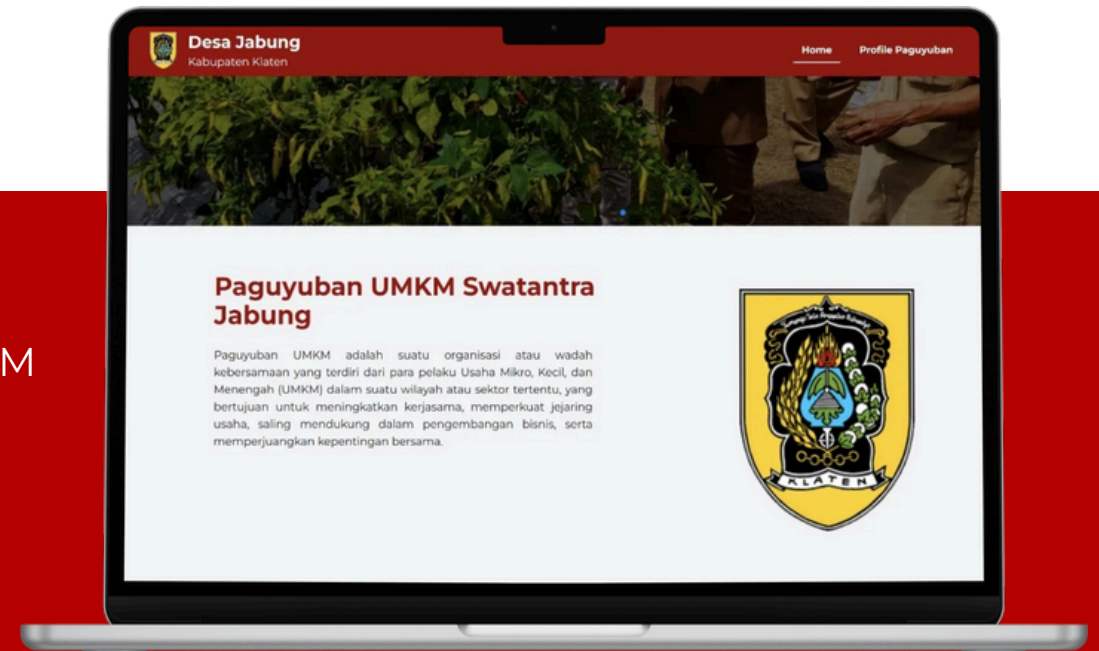 Desa Jabung
Kabupaten Klaten
Home Profile Paguyuban
Paguyuban UMKM Swatantra
Jabung
Paguyuban UMKM adalah suatu organisasi atau wadah
kebersamaan yang terdiri dari para pelaku Usaha Mikro, Kecil, dan
Menengah (UMKM) dalam suatu wilayah atau sektor tertentu, yang
bertujuan untuk meningkatkan kerjasama, memperkuat jejaring
usaha, saling mendukung dalam pengembangan bisnis, serta
memperjuangkan kepentingan bersama.
KLATEN
M